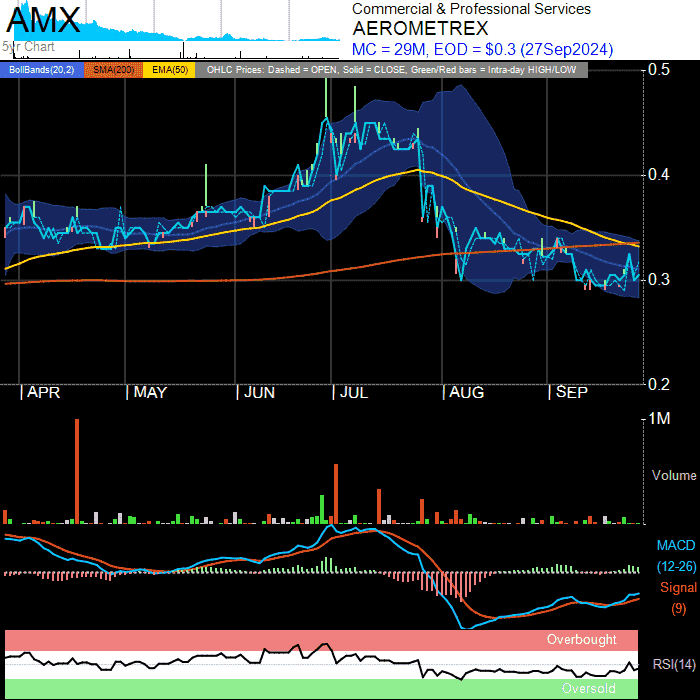 AMX
5yr Chart
Commercial & Professional Services
AEROMETREX
MC = 29M, EOD = $0.3 (27Sep2024)
BollBands(20,2) SMA(200) EMA(50) OHLC Prices: Dashed = OPEN, Solid = CLOSE, Green/Red bars = Intra-day HIGH/LOW
0.5
0.4
0.3
0.2
APR MAY JUN JUL AUG SEP
1M
Volume
MACD
(12-26)
Signal
(9)
Overbought
RSI(14)
Oversold